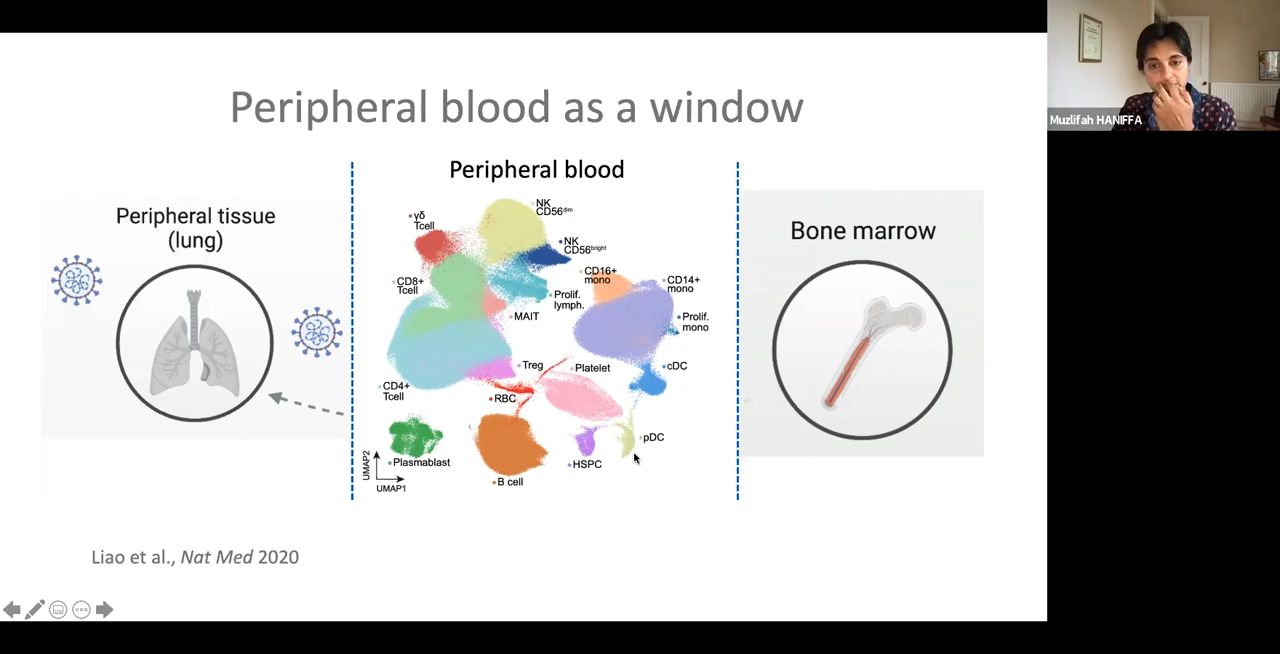 Peripheral blood as a window
Peripheral tissue
(lung)
Peripheral blood
γδ
Tcell
NK
CD56dim
NK
CD56bright
CD8+
Tcell
CD16+
mono
CD14+
mono
Prolif.
lymph.
MAIT
Prolif.
mono
Treg
Platelet
cDC
CD4+
Tcell
RBC
pDC
Plasmablast
HSPC
B cell
UMAP2
UMAP1
Bone marrow
Liao et al., Nat Med 2020
Muzlifah HANIFFA